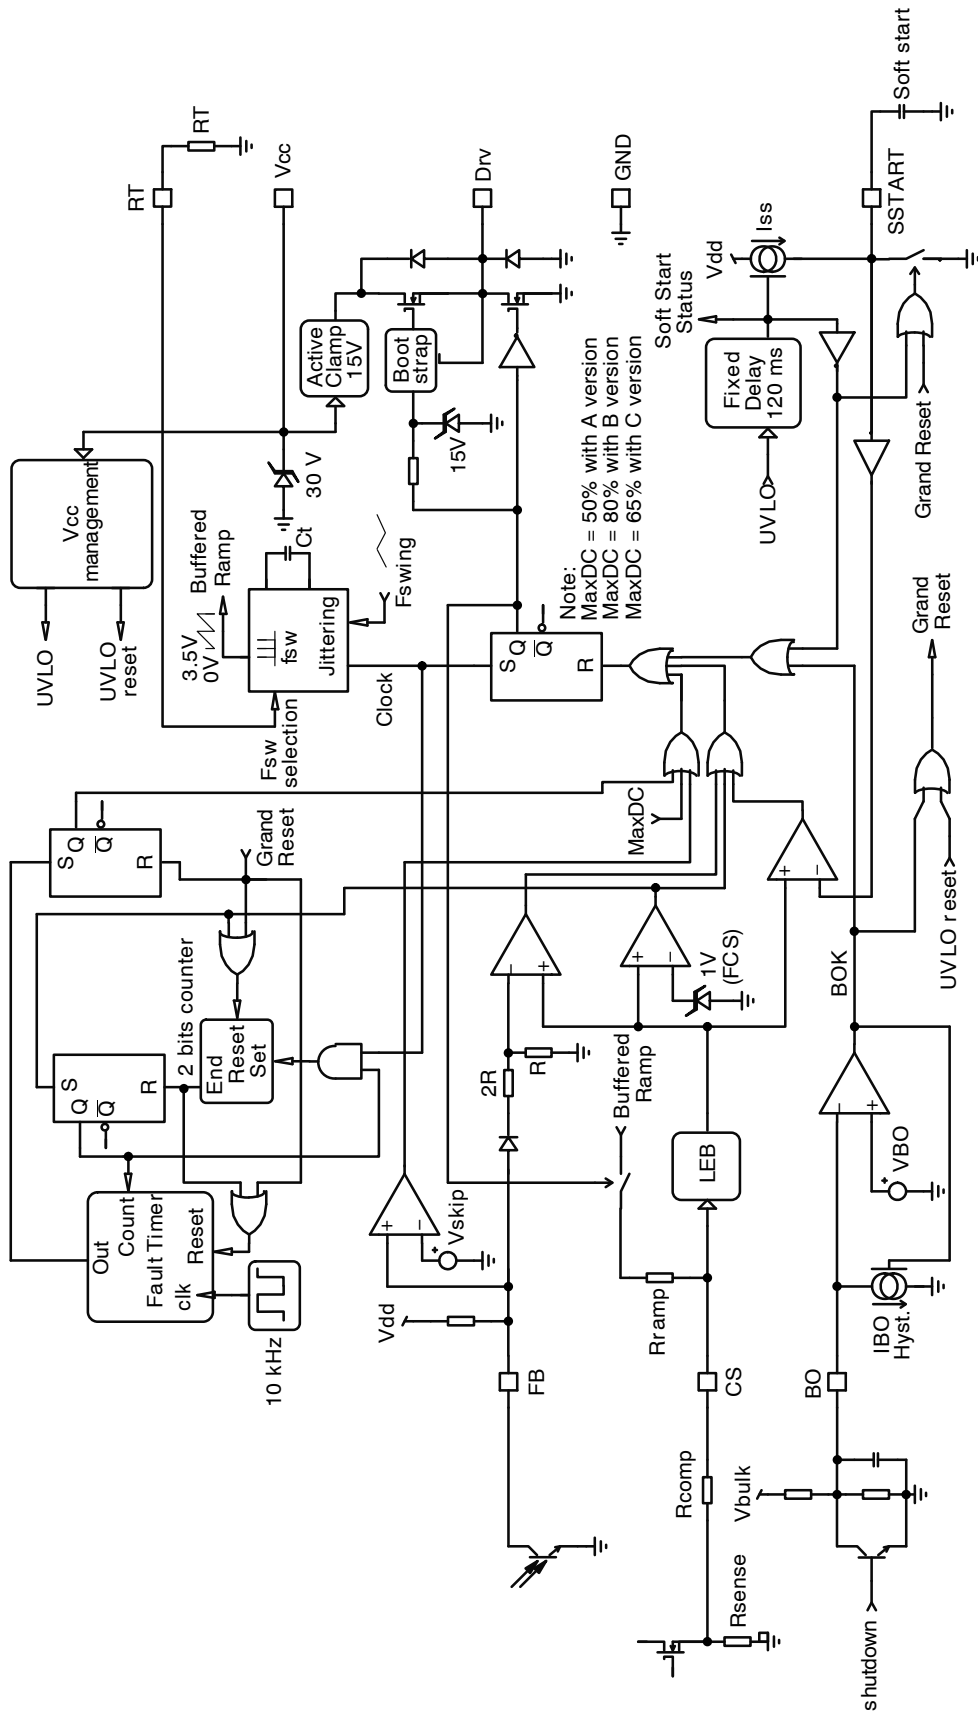 UVLO
UVLO
reset
Vcc
management
RT
RT
Vcc
3.5V
0V
Buffered
Ramp
Fsw
selection
fsw
Jittering
Ct
Fswing
Clock
30 V
Active
Clamp
15V
Boot
strap
15V
Drv
GND
S
Q
Q
R
Note:
MaxDC = 50% with A version
MaxDC = 80% with B version
MaxDC = 65% with C version
Soft Start
Status
Vdd
Iss
UVLO
Fixed
Delay
120 ms
Soft start
SSTART
Grand Reset
Grand
Reset
UVLO reset
S
Q
Q
R
Grand
Reset
2 bits counter
End
Reset
Set
S
Q
Q
R
Out
Count
Fault Timer
Reset
clk
10 kHz
MaxDC
+
-
Vskip
+
Vdd
FB
2R
R
-
+
+
-
1V
(FCS)
+
-
Buffered
Ramp
LEB
Rramp
CS
Rcomp
Rsense
BOK
-
+
VBO
+
IBO
Hyst.
BO
Vbulk
shutdown